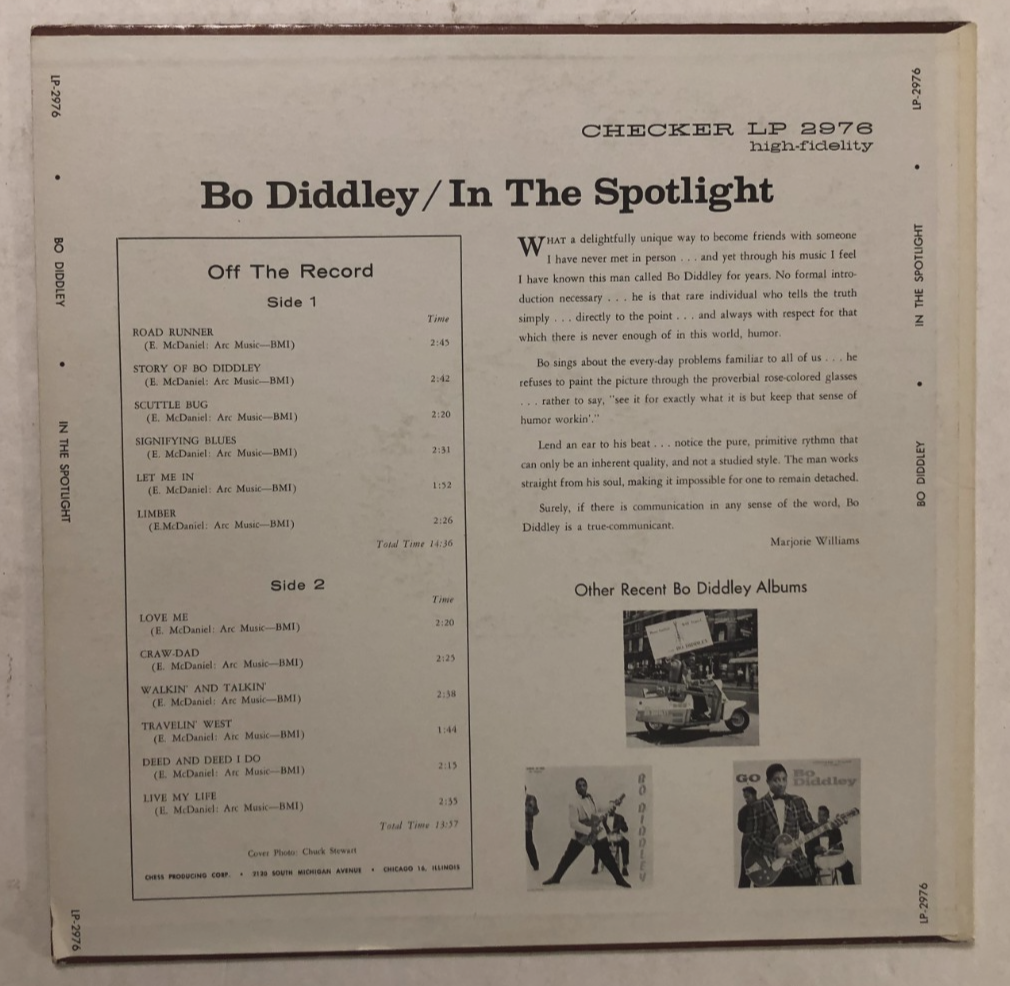 LP-2976 • BO DIDDLEY • IN THE SPOTLIGHT LP-2976
CHECKER LP 2976
high-fidelity
Bo Diddley/In The Spotlight
Off The Record
Side 1
Time
ROAD RUNNER
(E. McDaniel: Arc Music—BMI) 2:45
STORY OF BO DIDDLEY
(E. McDaniel: Arc Music—BMI) 2:42
SCUTTLE BUG
(E. McDaniel: Arc Music—BMI) 2:20
SIGNIFYING BLUES
(E. McDaniel: Arc Music—BMI) 2:51
LET ME IN
(E. McDaniel: Arc Music—BMI) 1:52
LIMBER
(E.McDaniel: Arc Music—BMI) 2:26
Total Time 14:36
Side 2
Time
LOVE ME
(E. McDaniel: Arc Music—BMI) 2:20
CRAW-DAD
(E. McDaniel: Arc Music—BMI) 2:25
WALKIN' AND TALKIN'
(E. McDaniel: Arc Music—BMI) 2:38
TRAVELIN' WEST
(E. McDaniel: Arc Music—BMI) 1:44
DEED AND DEED I DO
(E. McDaniel: Arc Music—BMI) 2:15
LIVE MY LIFE
(E. McDaniel: Arc Music—BMI) 2:35
Total Time 13:57
Cover Photo: Chuck Stewart
CHESS PRODUCING CORP. • 2120 SOUTH MICHIGAN AVENUE • CHICAGO 16, ILLINOIS
WHAT a delightfully unique way to become friends with someone
I have never met in person . . . and yet through his music I feel
I have known this man called Bo Diddley for years. No formal intro-
duction necessary . . . he is that rare individual who tells the truth
simply . . . directly to the point . . . and always with respect for that
which there is never enough of in this world, humor.
Bo sings about the every-day problems familiar to all of us . . . he
refuses to paint the picture through the proverbial rose-colored glasses
. . . rather to say, "see it for exactly what it is but keep that sense of
humor workin'."
Lend an ear to his beat . . . notice the pure, primitive rythmn that
can only be an inherent quality, and not a studied style. The man works
straight from his soul, making it impossible for one to remain detached.
Surely, if there is communication in any sense of the word, Bo
Diddley is a true-communicant.
Marjorie Williams
Other Recent Bo Diddley Albums
BO DIDDLEY
BO DIDDLEY
GO Bo
Diddley
LP-2976 • IN THE SPOTLIGHT • BO DIDDLEY LP-2976